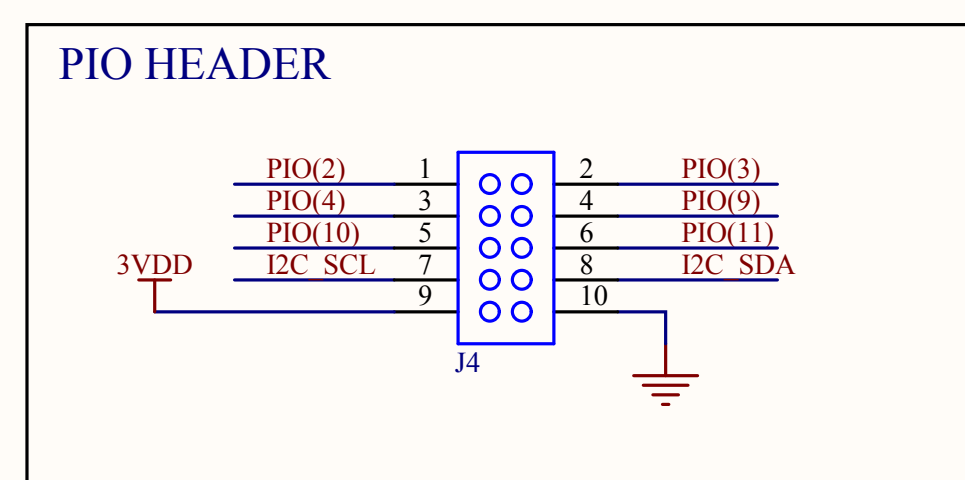 PIO HEADER
PIO(2) 1 2 PIO(3)
PIO(4) 3 4 PIO(9)
PIO(10) 5 6 PIO(11)
3VDD I2C_SCL 7 8 I2C_SDA
9 10
J4